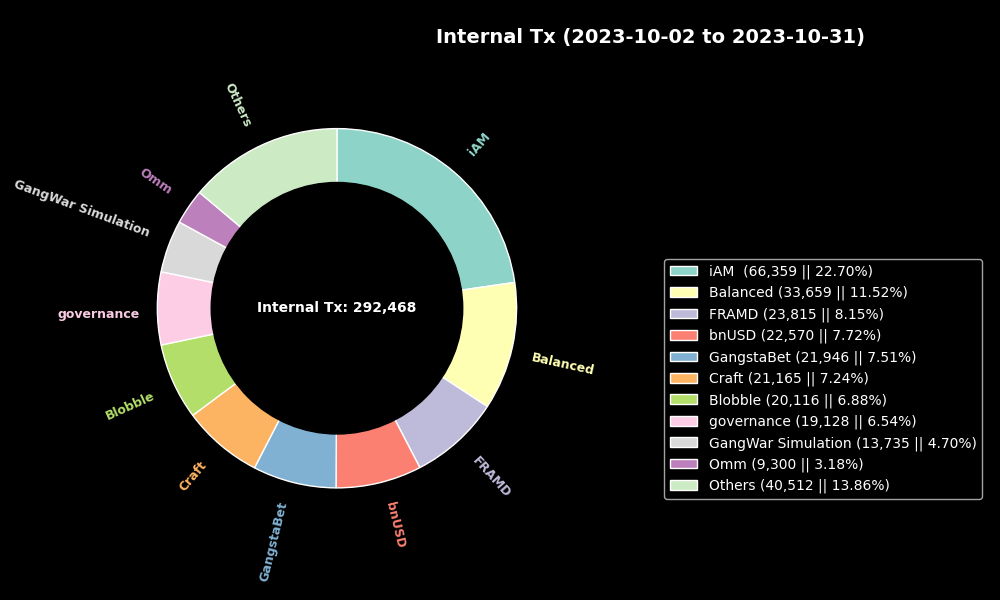 Internal Tx (2023-10-02 to 2023-10-31)
Others
iAM
Omm
GangWar Simulation
governance
Internal Tx: 292,468
Balanced
Blobble
Craft
FRAMD
GangstaBet
bnUSD
iAM  (66,359 || 22.70%)
Balanced (33,659 || 11.52%)
FRAMD (23,815 || 8.15%)
bnUSD (22,570 || 7.72%)
GangstaBet (21,946 || 7.51%)
Craft (21,165 || 7.24%)
Blobble (20,116 || 6.88%)
governance (19,128 || 6.54%)
GangWar Simulation (13,735 || 4.70%)
Omm (9,300 || 3.18%)
Others (40,512 || 13.86%)